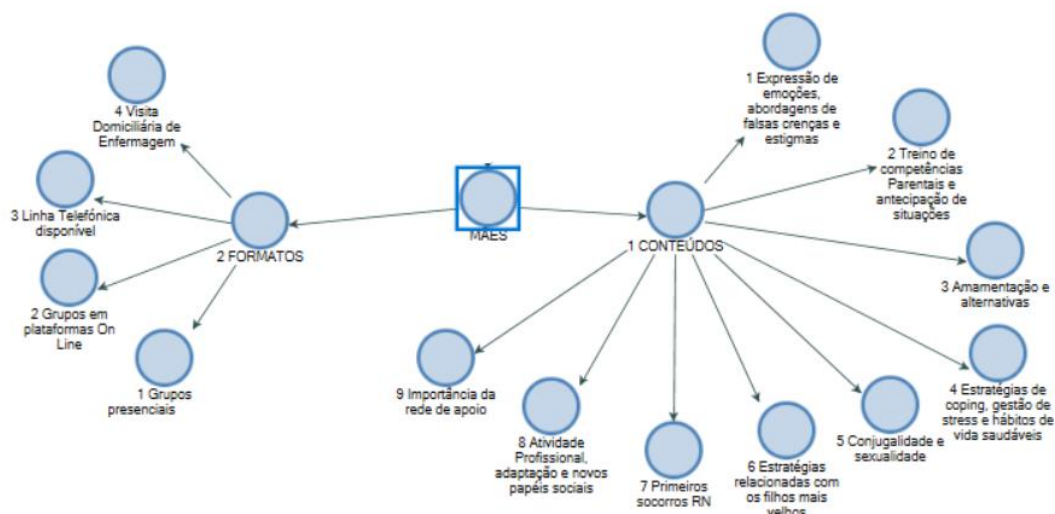 MÃES
1 CONTEÚDOS
1 Expressão de
emoções,
abordagens de
falsas crenças e
estigmas
2 Treino de
competências
Parentais e
antecipação de
situações
3 Amamentação e
alternativas
4 Estratégias de
coping, gestão de
stress e hábitos de
vida saudáveis
5 Conjugalidade e
sexualidade
6 Estratégias
relacionadas com
os filhos mais
velhos
7 Primeiros
socorros RN
8 Atividade
Profissional,
adaptação e novos
papéis sociais
9 Importância da
rede de apoio
2 FORMATOS
1 Grupos
presenciais
2 Grupos em
plataformas On
Line
3 Linha Telefónica
disponível
4 Visita
Domiciliária de
Enfermagem